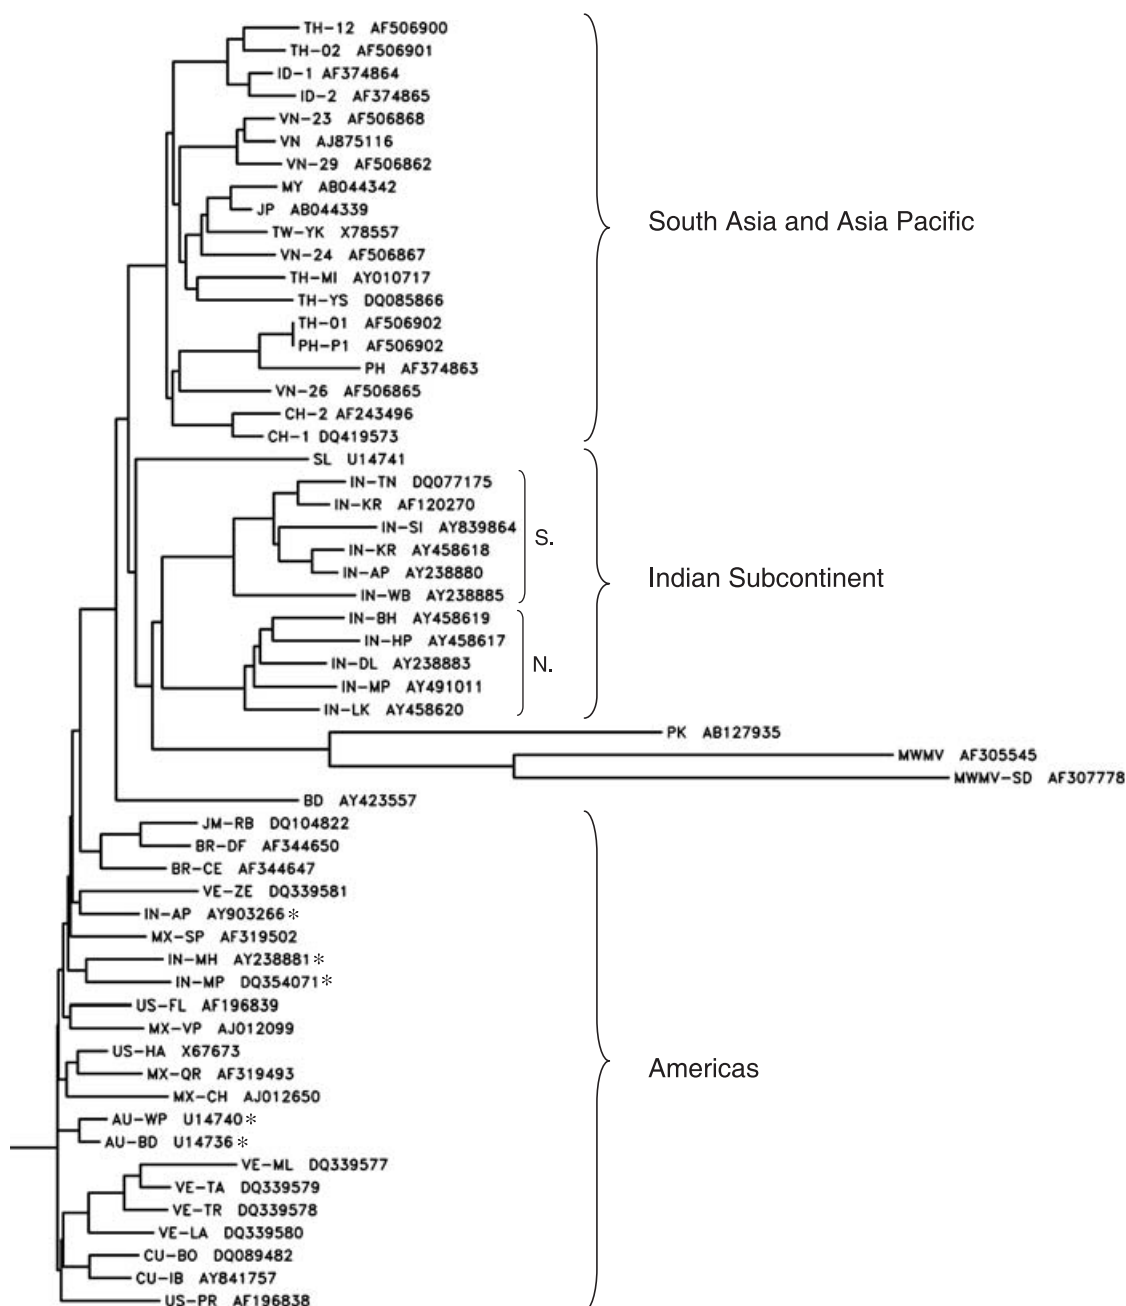 TH-12 AF506900
TH-02 AF506901
ID-1 AF374864
ID-2 AF374865
VN-23 AF506868
VN AJ875116
VN-29 AF506862
MY AB044342
JP AB044339
TW-YK X78557
VN-24 AF506867
TH-MI AY010717
TH-YS DQ085866
TH-01 AF506902
PH-P1 AF506902
PH AF374863
VN-26 AF506865
CH-2 AF243496
CH-1 DQ419573
South Asia and Asia Pacific
SL U14741
IN-TN DQ077175
IN-KR AF120270
IN-SI AY839864
IN-KR AY458618
IN-AP AY238880
IN-WB AY238885
S.
IN-BH AY458619
IN-HP AY458617
IN-DL AY238883
IN-MP AY491011
IN-LK AY458620
N.
Indian Subcontinent
PK AB127935
MWMV AF305545
MWMV-SD AF307778
BD AY423557
JM-RB DQ104822
BR-DF AF344650
BR-CE AF344647
VE-ZE DQ339581
IN-AP AY903266*
MX-SP AF319502
IN-MH AY238881*
IN-MP DQ354071*
US-FL AF196839
MX-VP AJ012099
US-HA X67673
MX-QR AF319493
MX-CH AJ012650
AU-WP U14740*
AU-BD U14736*
VE-ML DQ339577
VE-TA DQ339579
VE-TR DQ339578
VE-LA DQ339580
CU-BO DQ089482
CU-IB AY841757
US-PR AF196838
Americas